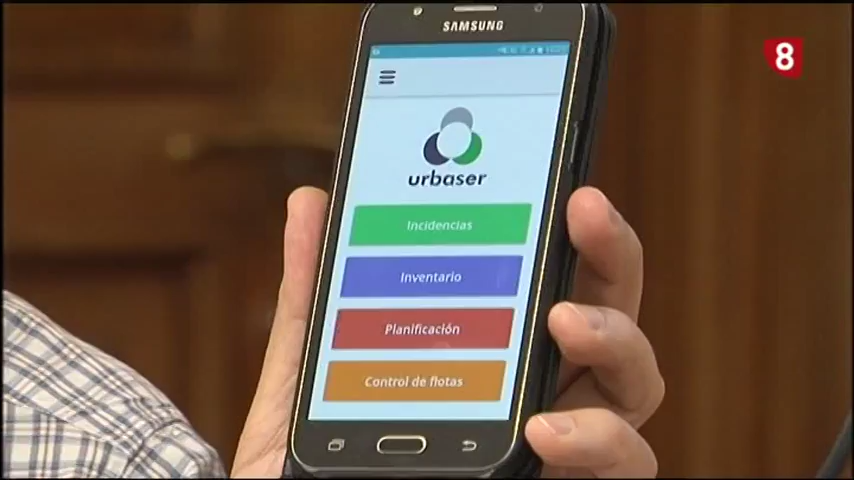 SAMSUNG
8
urbaser
Incidencias
Inventario
Planificación
Control de flotas